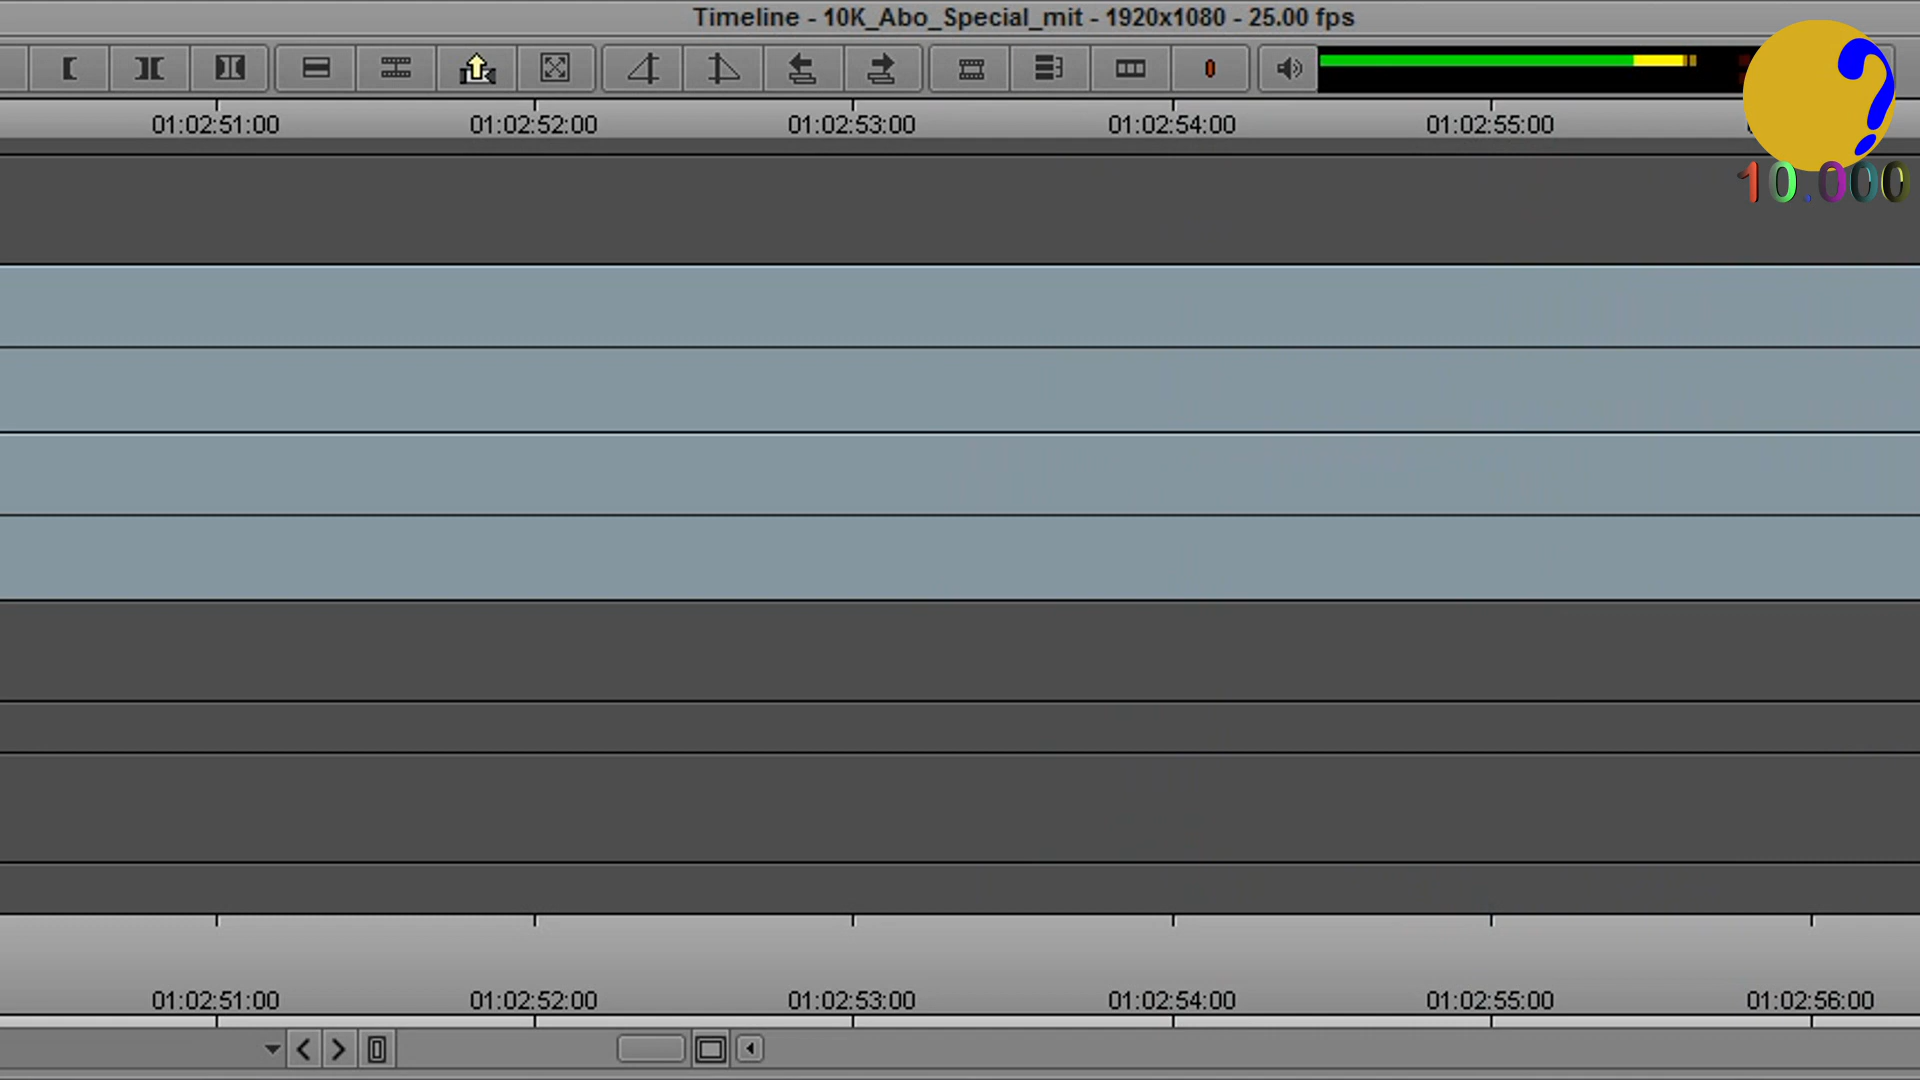 Timeline - 10K_Abo_Special_mit - 1920x1080 - 25.00 fps
01:02:51:00 01:02:52:00 01:02:53:00 01:02:54:00 01:02:55:00
?
10.000
01:02:51:00 01:02:52:00 01:02:53:00 01:02:54:00 01:02:55:00 01:02:56:00